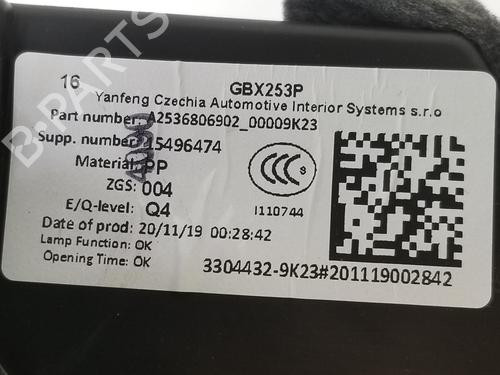 16 GBX253P
Yanfeng Czechia Automotive Interior Systems s.r.o
Part number: A2536806902_00009K23
Supp. number: 15496474
Material: PP
ZGS: 004
E/Q-level: Q4
Date of prod: 20/11/19 00:28:42
Lamp Function: OK
Opening Time: OK
CCC S
I110744
3304432-9K23#201119002842
B-PARTS